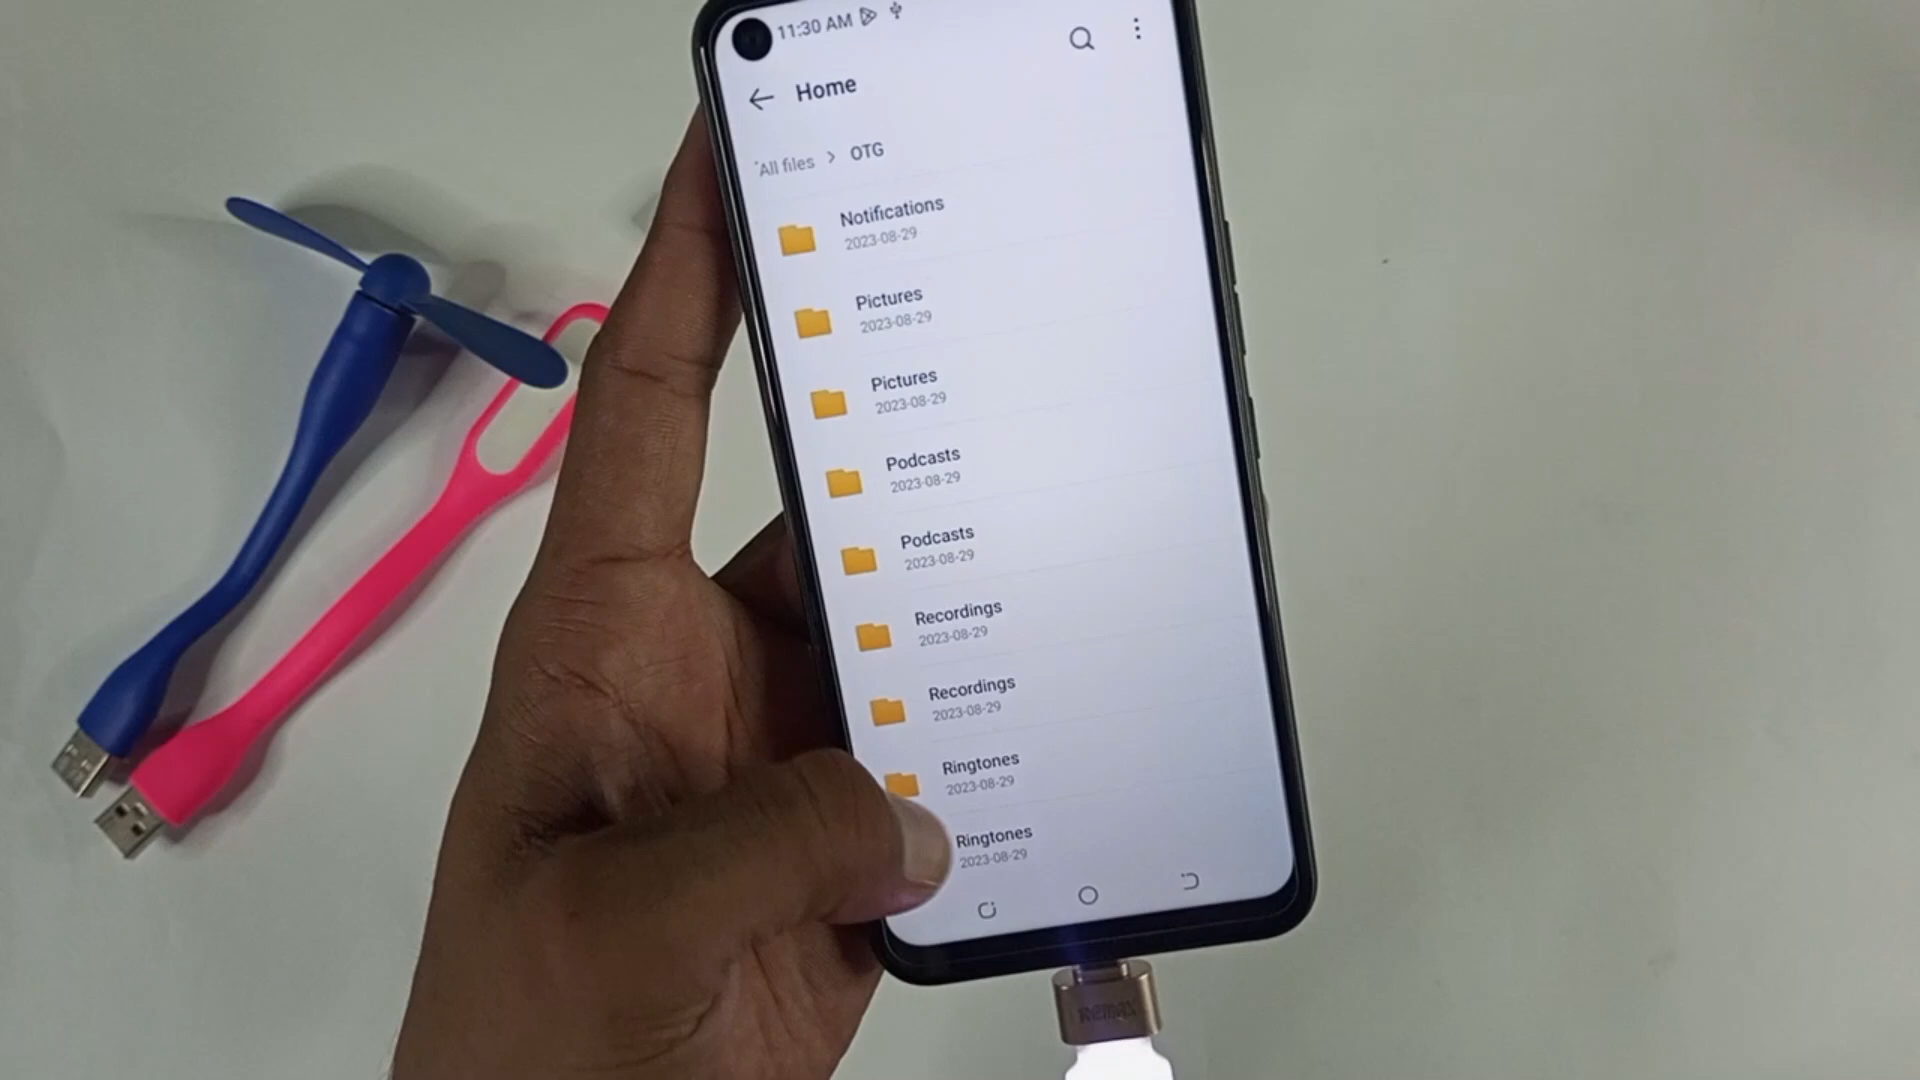 11:30 AM
Home
All files > OTG
Notifications
2023-08-29
Pictures
2023-08-29
Pictures
2023-08-29
Podcasts
2023-08-29
Podcasts
2023-08-29
Recordings
2023-08-29
Recordings
2023-08-29
Ringtones
2023-08-29
Ringtones
2023-08-29
REMAX